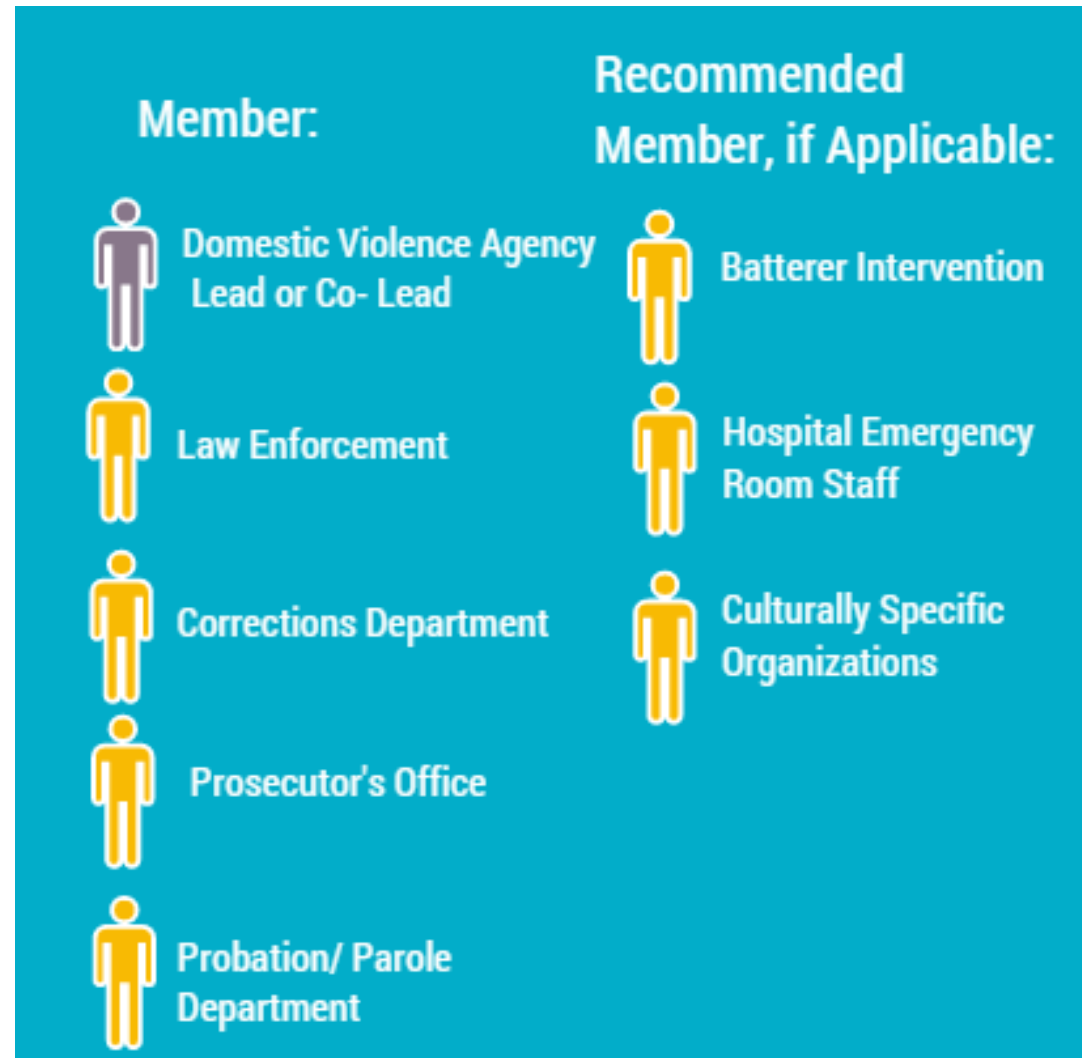 Member:
Domestic Violence Agency
Lead or Co- Lead
Law Enforcement
Corrections Department
Prosecutor's Office
Probation/ Parole
Department
Recommended
Member, if Applicable:
Batterer Intervention
Hospital Emergency
Room Staff
Culturally Specific
Organizations